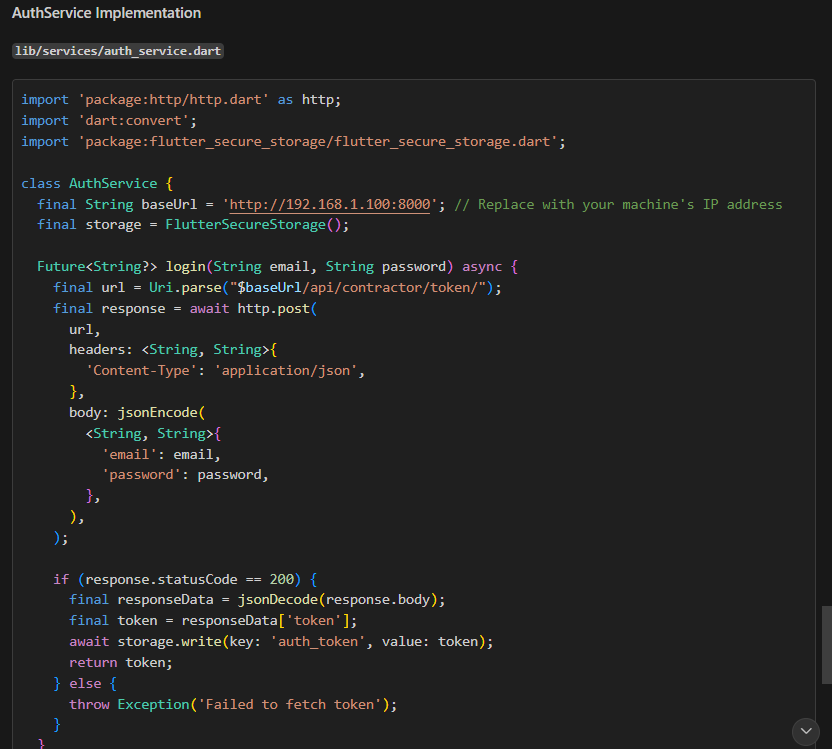 AuthService Implementation
lib/services/auth_service.dart
import 'package:http/http.dart' as http;
import 'dart:convert';
import 'package:flutter_secure_storage/flutter_secure_storage.dart';
class AuthService {
final String baseUrl = 'http://192.168.1.100:8000'; // Replace with your machine's IP address
final storage = FlutterSecureStorage();
Future<String?> login(String email, String password) async {
final url = Uri.parse("$baseUrl/api/contractor/token/");
final response = await http.post(
url,
headers: <String, String>{
'Content-Type': 'application/json',
},
body: jsonEncode(
<String, String>{
'email': email,
'password': password,
},
),
);
if (response.statusCode == 200) {
final responseData = jsonDecode(response.body);
final token = responseData['token'];
await storage.write(key: 'auth_token', value: token);
return token;
} else {
throw Exception('Failed to fetch token');
}
}